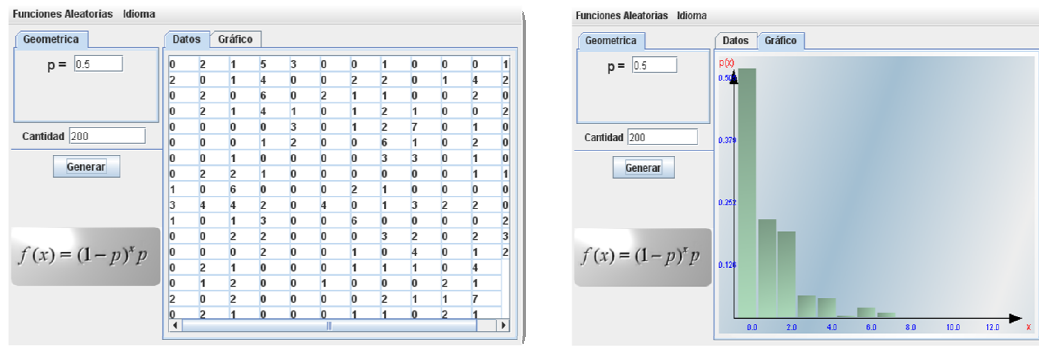 Funciones Aleatorias Idioma
Geometrica
p = 0.5
Cantidad 200
Generar
f(x) = (1 − p)^x p
Datos Gráfico
0 2 1 5 3 0 0 1 0 0 0 1
2 0 1 4 0 0 2 2 0 1 4 2
0 2 0 6 0 2 1 1 0 0 2 0
0 2 1 4 1 0 1 2 1 0 0 2
0 0 0 0 3 0 1 2 7 0 1 0
0 0 0 1 2 0 0 6 1 0 2 0
0 0 1 0 0 0 0 3 3 0 1 0
0 2 2 1 0 0 0 0 0 0 1 1
1 0 6 0 0 0 2 1 0 0 0 0
3 4 4 2 0 4 0 1 3 2 2 0
1 0 1 3 0 0 6 0 0 0 0 2
0 0 2 2 0 0 0 3 2 0 2 3
0 0 0 2 0 0 1 0 4 0 1 2
0 2 1 0 0 0 1 1 1 0 4
0 1 2 0 0 1 0 0 0 2 1
2 0 2 0 0 0 0 2 1 1 7
0 2 1 0 0 0 0 1 0 2 1
Funciones Aleatorias Idioma
Geometrica
p = 0.5
Cantidad 200
Generar
f(x) = (1 − p)^x p
Datos Gráfico
p(x)
0.379
0.252
0.126
0.0 2.0 4.0 6.0 8.0 10.0 12.0 x